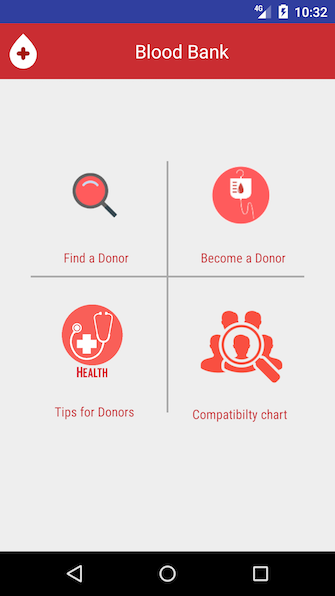 4G 10:32
Blood Bank
Find a Donor
Become a Donor
HEALTH
Tips for Donors
Compatibilty chart